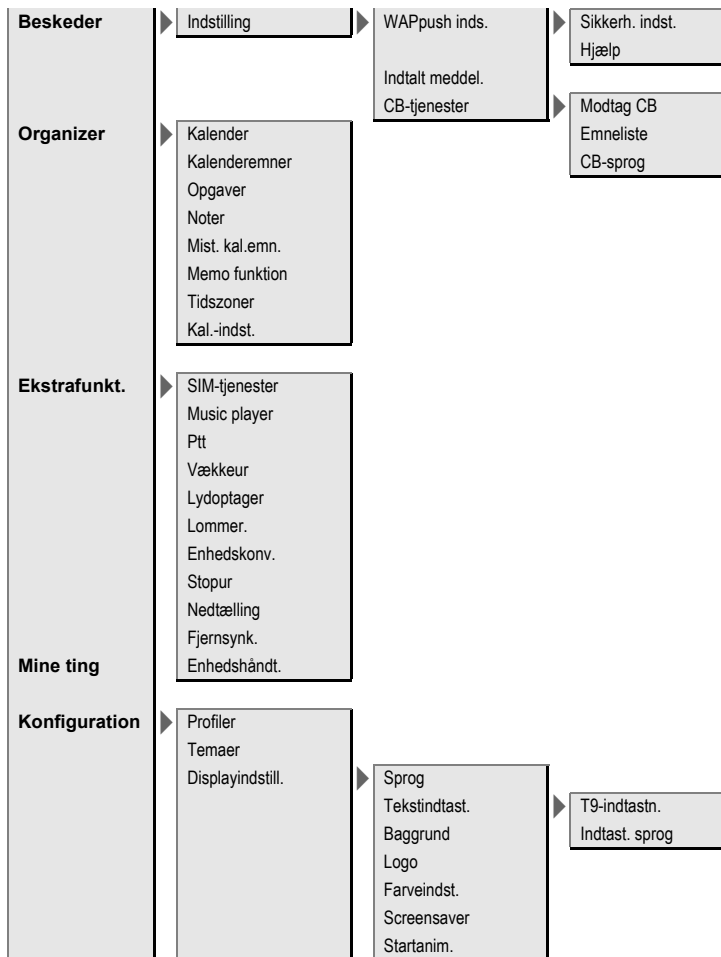 Beskeder
Indstilling
WAPpush inds.
Sikkerh. indst.
Hjælp
Indtalt meddel.
CB-tjenester
Modtag CB
Emneliste
CB-sprog
Organizer
Kalender
Kalenderemner
Opgaver
Noter
Mist. kal.emn.
Memo funktion
Tidszoner
Kal.-indst.
Ekstrafunkt.
SIM-tjenester
Music player
Ptt
Vækkeur
Lydoptager
Lommer.
Enhedskonv.
Stopur
Nedtælling
Fjernsynk.
Enhedshåndt.
Mine ting
Konfiguration
Profiler
Temaer
Displayindstill.
Sprog
Tekstindtast.
T9-indtastn.
Indtast. sprog
Baggrund
Logo
Farveindst.
Screensaver
Startanim.